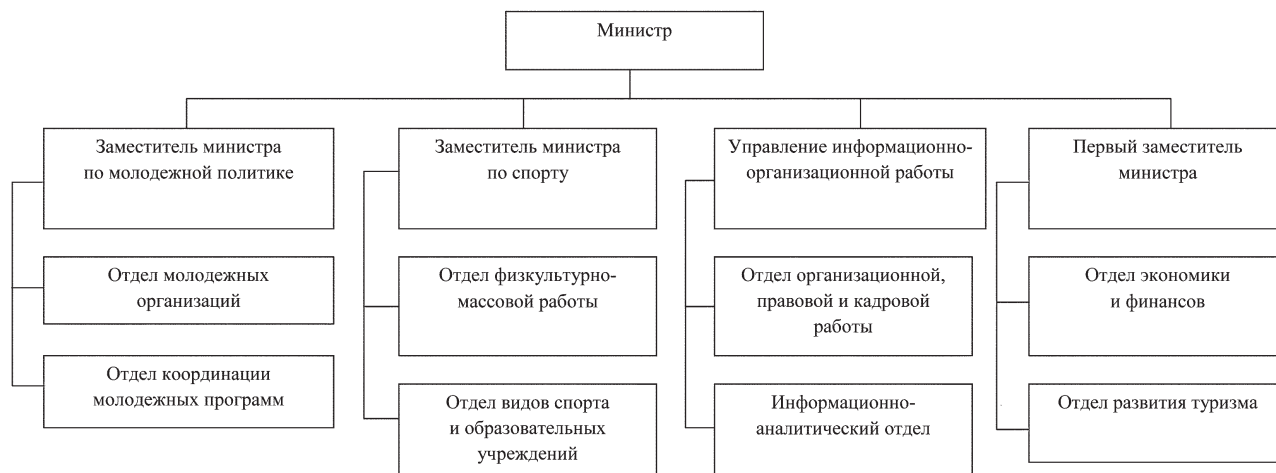 Министр
Заместитель министра
по молодежной политике
Заместитель министра
по спорту
Управление информационно-
организационной работы
Первый заместитель
министра
Отдел молодежных
организаций
Отдел физкультурно-
массовой работы
Отдел организационной,
правовой и кадровой
работы
Отдел экономики
и финансов
Отдел координации
молодежных программ
Отдел видов спорта
и образовательных
учреждений
Информационно-
аналитический отдел
Отдел развития туризма